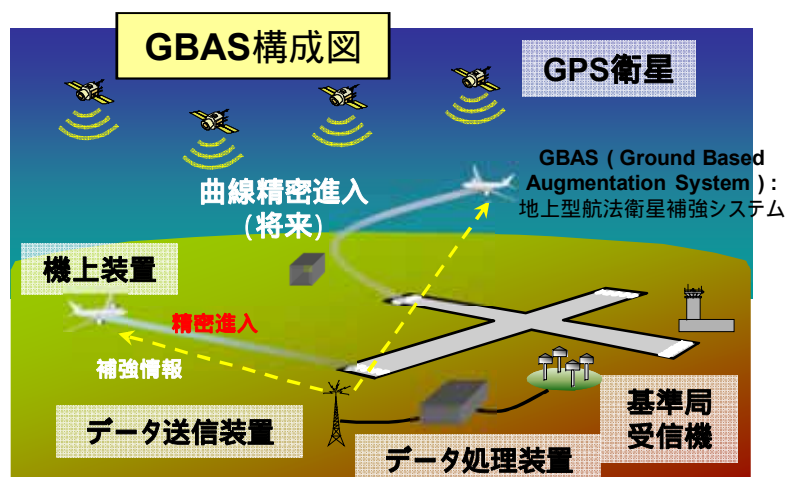 GBAS構成図
GPS衛星
GBAS ( Ground Based
Augmentation System ) :
地上型航法衛星補強システム
曲線精密進入
(将来)
機上装置
精密進入
補強情報
データ送信装置
データ処理装置
基準局
受信機